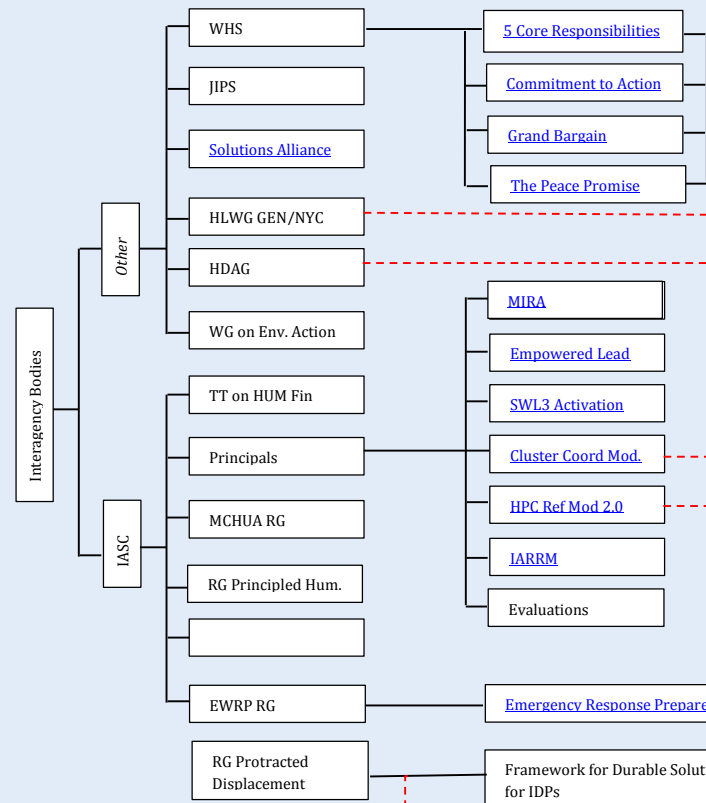 WHS
5 Core Responsibilities
JIPS
Commitment to Action
Solutions Alliance
Grand Bargain
The Peace Promise
HLWG GEN/NYC
Other
HDAG
MIRA
WG on Env. Action
Empowered Lead
Interagency Bodies
TT on HUM Fin
SWL3 Activation
Principals
Cluster Coord Mod.
MCHUA RG
HPC Ref Mod 2.0
IASC
RG Principled Hum.
IARRM
Evaluations
EWRP RG
Emergency Response Prepare
RG Protracted
Displacement
Framework for Durable Solut
for IDPs